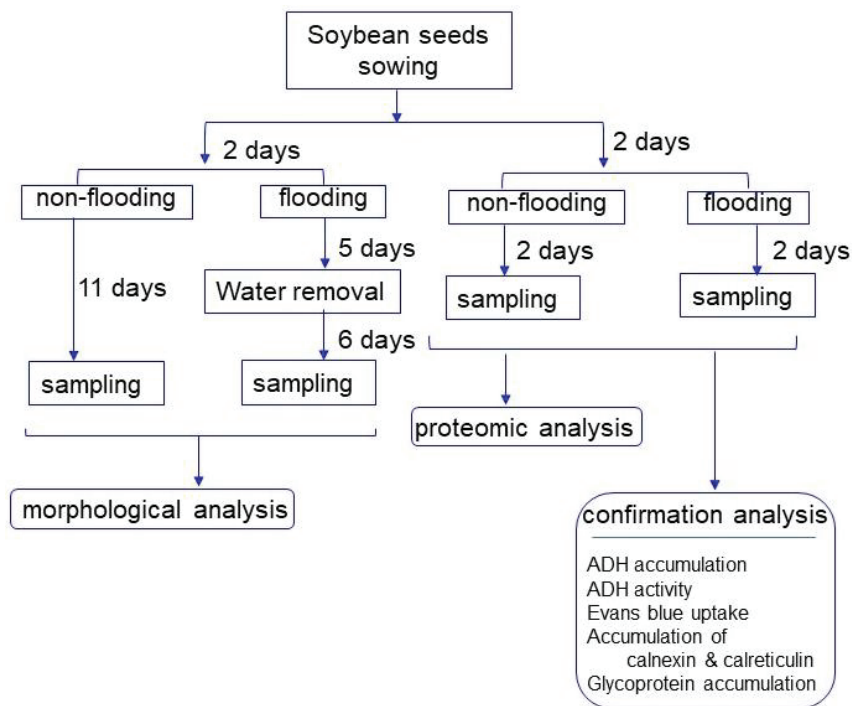 Soybean seeds
sowing
2 days
2 days
non-flooding
flooding
non-flooding
flooding
11 days
5 days
2 days
2 days
Water removal
sampling
sampling
6 days
sampling
sampling
proteomic analysis
morphological analysis
confirmation analysis
ADH accumulation
ADH activity
Evans blue uptake
Accumulation of
calnexin & calreticulin
Glycoprotein accumulation